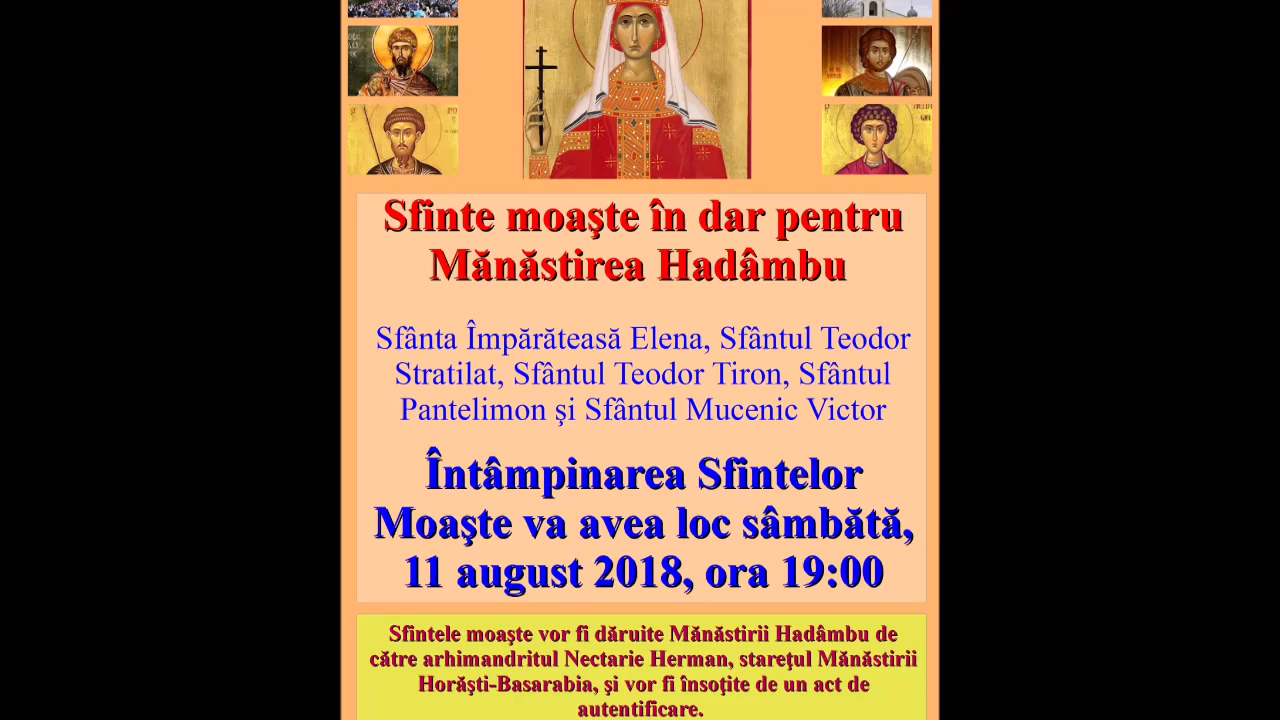 Sfinte moaşte în dar pentru
Mănăstirea Hadâmbu
Sfânta Împărăteasă Elena, Sfântul Teodor
Stratilat, Sfântul Teodor Tiron, Sfântul
Pantelimon şi Sfântul Mucenic Victor
Întâmpinarea Sfintelor
Moaşte va avea loc sâmbătă,
11 august 2018, ora 19:00
Sfintele moaşte vor fi dăruite Mănăstirii Hadâmbu de
către arhimandritul Nectarie Herman, stareţul Mănăstirii
Horăşti-Basarabia, şi vor fi însoţite de un act de
autentificare.